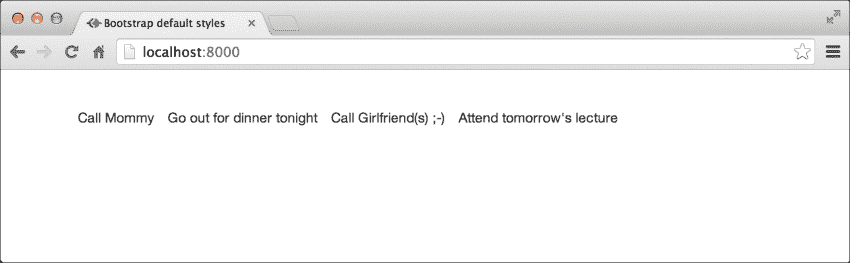 Bootstrap default styles
localhost:8000
Call Mommy Go out for dinner tonight Call Girlfriend(s) ;-) Attend tomorrow's lecture